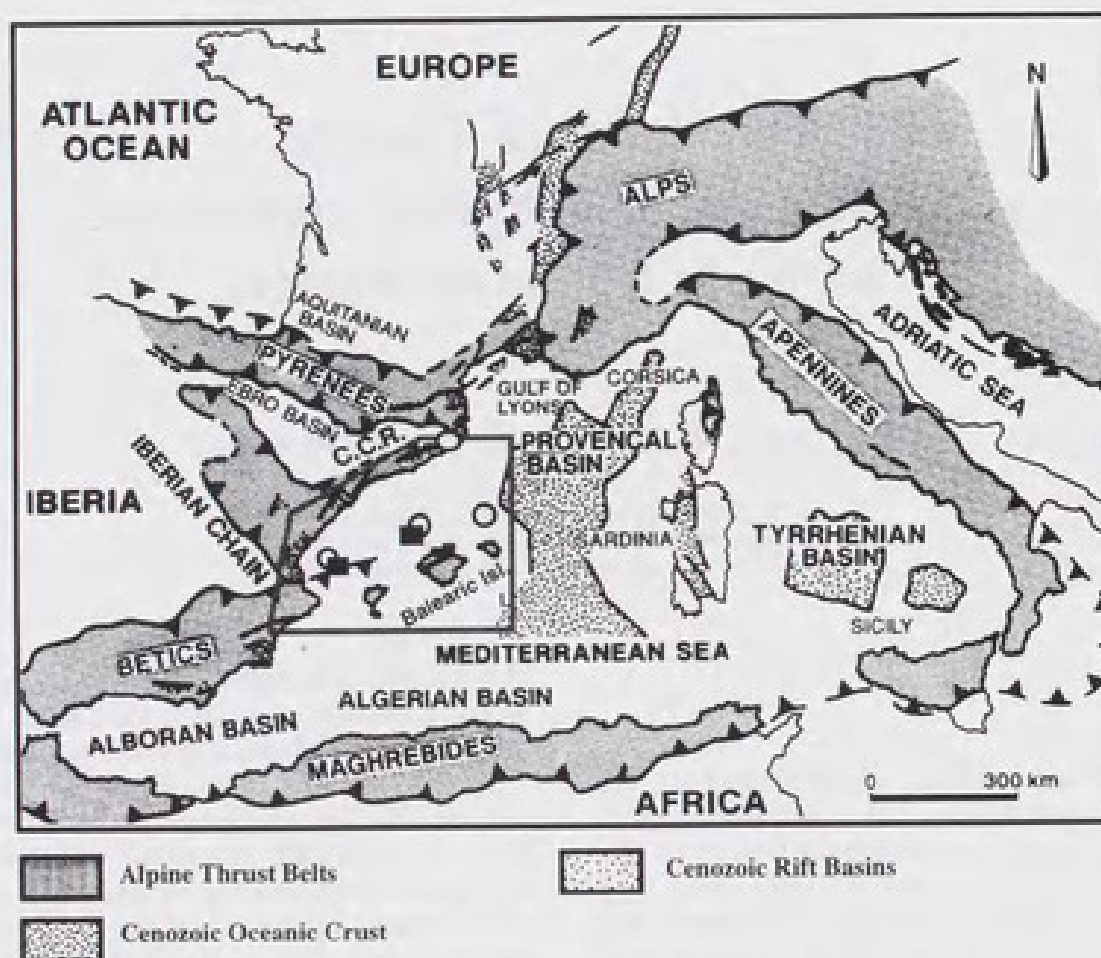 EUROPE
N
ATLANTIC
OCEAN
ALPS
AQUITANIAN
BASIN
ADRIATIC SEA
PYRENEES
APENNINES
GULF OF
LYONS
CORSICA
EBRO BASIN
C.C.R.
PROVENCAL
BASIN
IBERIAN CHAIN
IBERIA
SARDINIA
TYRRHENIAN
BASIN
Balearic Isl
SICILY
BETICS
MEDITERRANEAN SEA
ALGERIAN BASIN
ALBORAN BASIN
MAGHREBIDES
AFRICA
0 300 km
Alpine Thrust Belts
Cenozoic Rift Basins
Cenozoic Oceanic Crust